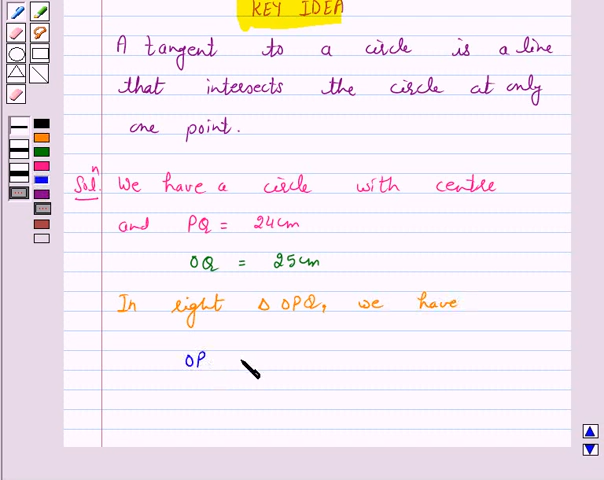 KEY IDEA
A tangent to a circle is a line
that intersects the circle at only
one point.
Solⁿ. We have a circle with centre
and PQ = 24cm
OQ = 25cm
In right Δ OPQ, we have
OP